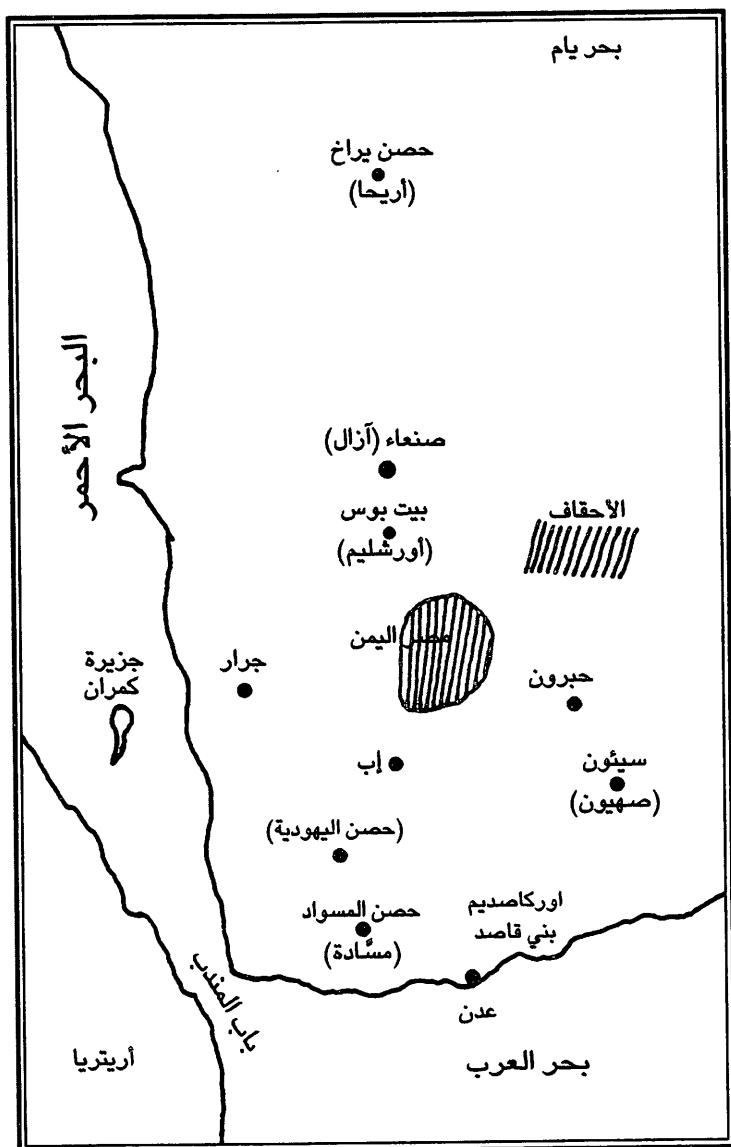 بحر يام
حصن يراخ
(أريحا)
البحر الأحمر
صنعاء (آزال)
بيت بوس
(أورشليم)
الأحقاف
مصر اليمن
جزيرة
كمران
جرار
حبرون
إب
سيئون
(صهيون)
(حصن اليهودية)
حصن المسواد
(مسَّادة)
اوركاصديم
بني قاصد
عدن
باب المندب
أريتريا
بحر العرب